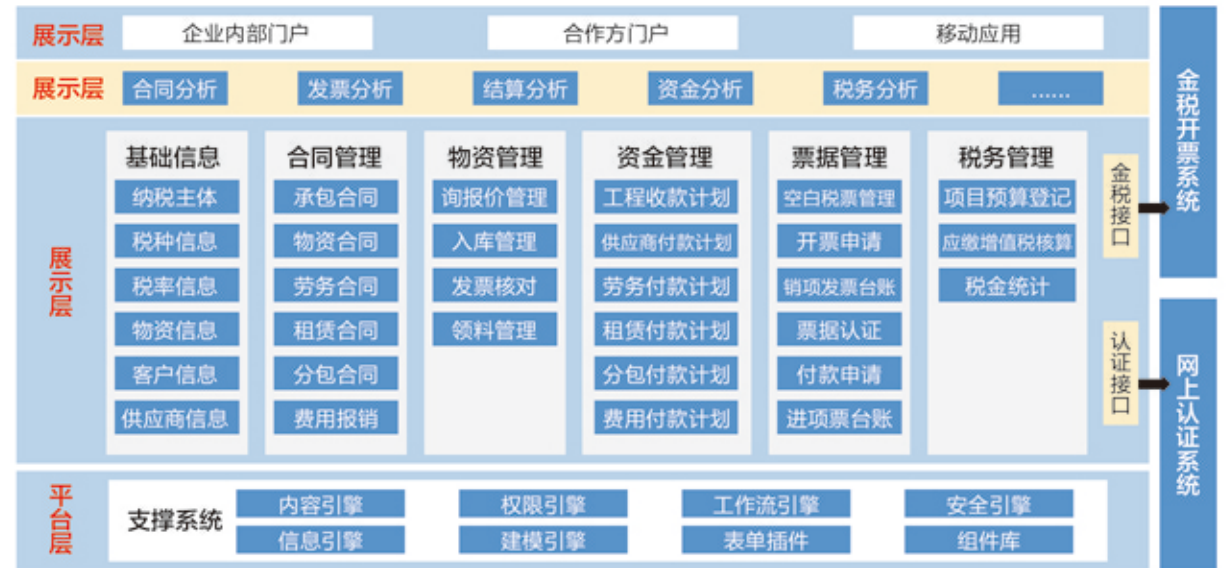 展示层
企业内部门户
合作方门户
移动应用
展示层
合同分析
发票分析
结算分析
资金分析
税务分析
......
展示层
基础信息
纳税主体
税种信息
税率信息
物资信息
客户信息
供应商信息
合同管理
承包合同
物资合同
劳务合同
租赁合同
分包合同
费用报销
物资管理
询报价管理
入库管理
发票核对
领料管理
资金管理
工程收款计划
供应商付款计划
劳务付款计划
租赁付款计划
分包付款计划
费用付款计划
票据管理
空白税票管理
开票申请
销项发票台账
票据认证
付款申请
进项票台账
税务管理
项目预算登记
应缴增值税核算
税金统计
金税接口
认证接口
平台层
支撑系统
内容引擎
权限引擎
工作流引擎
安全引擎
信息引擎
建模引擎
表单插件
组件库
金税开票系统
网上认证系统